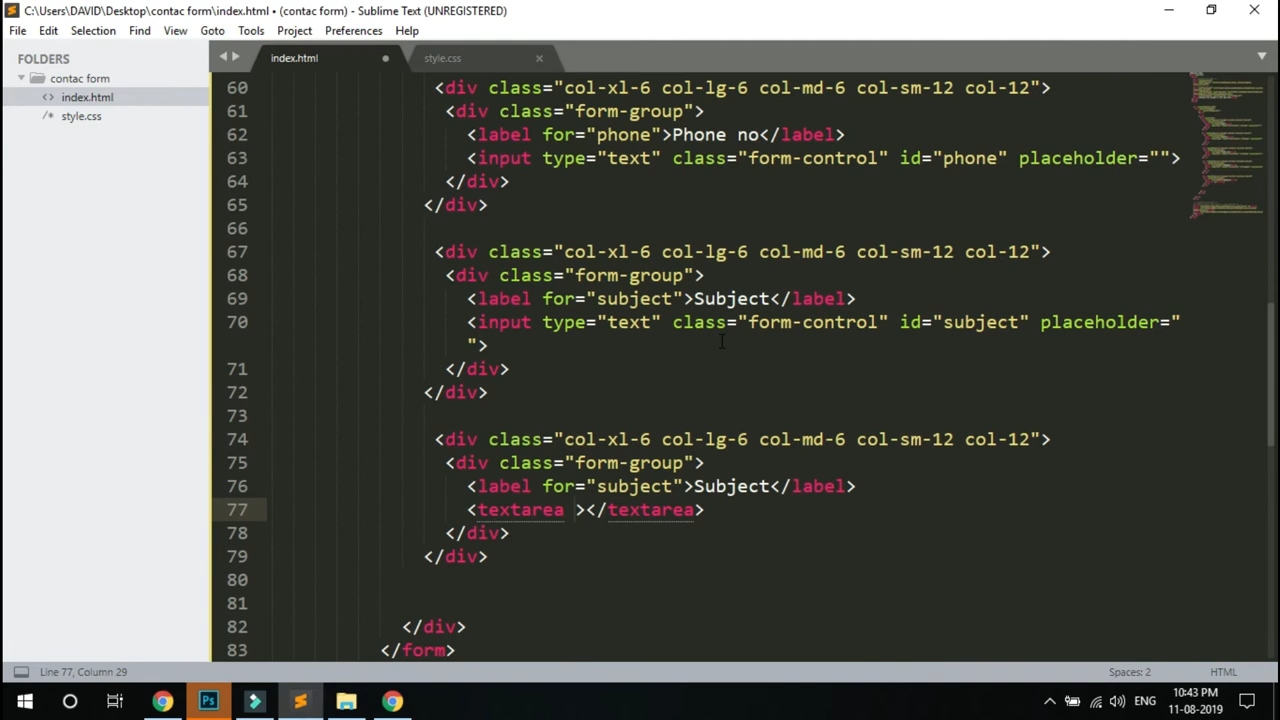 C:\Users\DAVID\Desktop\contac form\index.html • (contac form) - Sublime Text (UNREGISTERED)
File Edit Selection Find View Goto Tools Project Preferences Help
FOLDERS
contac form
<> index.html
/* style.css
index.html
style.css
60 <div class="col-xl-6 col-lg-6 col-md-6 col-sm-12 col-12">
61 <div class="form-group">
62 <label for="phone">Phone no</label>
63 <input type="text" class="form-control" id="phone" placeholder="">
64 </div>
65 </div>
66
67 <div class="col-xl-6 col-lg-6 col-md-6 col-sm-12 col-12">
68 <div class="form-group">
69 <label for="subject">Subject</label>
70 <input type="text" class="form-control" id="subject" placeholder="
">
71 </div>
72 </div>
73
74 <div class="col-xl-6 col-lg-6 col-md-6 col-sm-12 col-12">
75 <div class="form-group">
76 <label for="subject">Subject</label>
77 <textarea ></textarea>
78 </div>
79 </div>
80
81
82 </div>
83 </form>
Line 77, Column 29
Spaces: 2
HTML
Ps
ENG
10:43 PM
11-08-2019